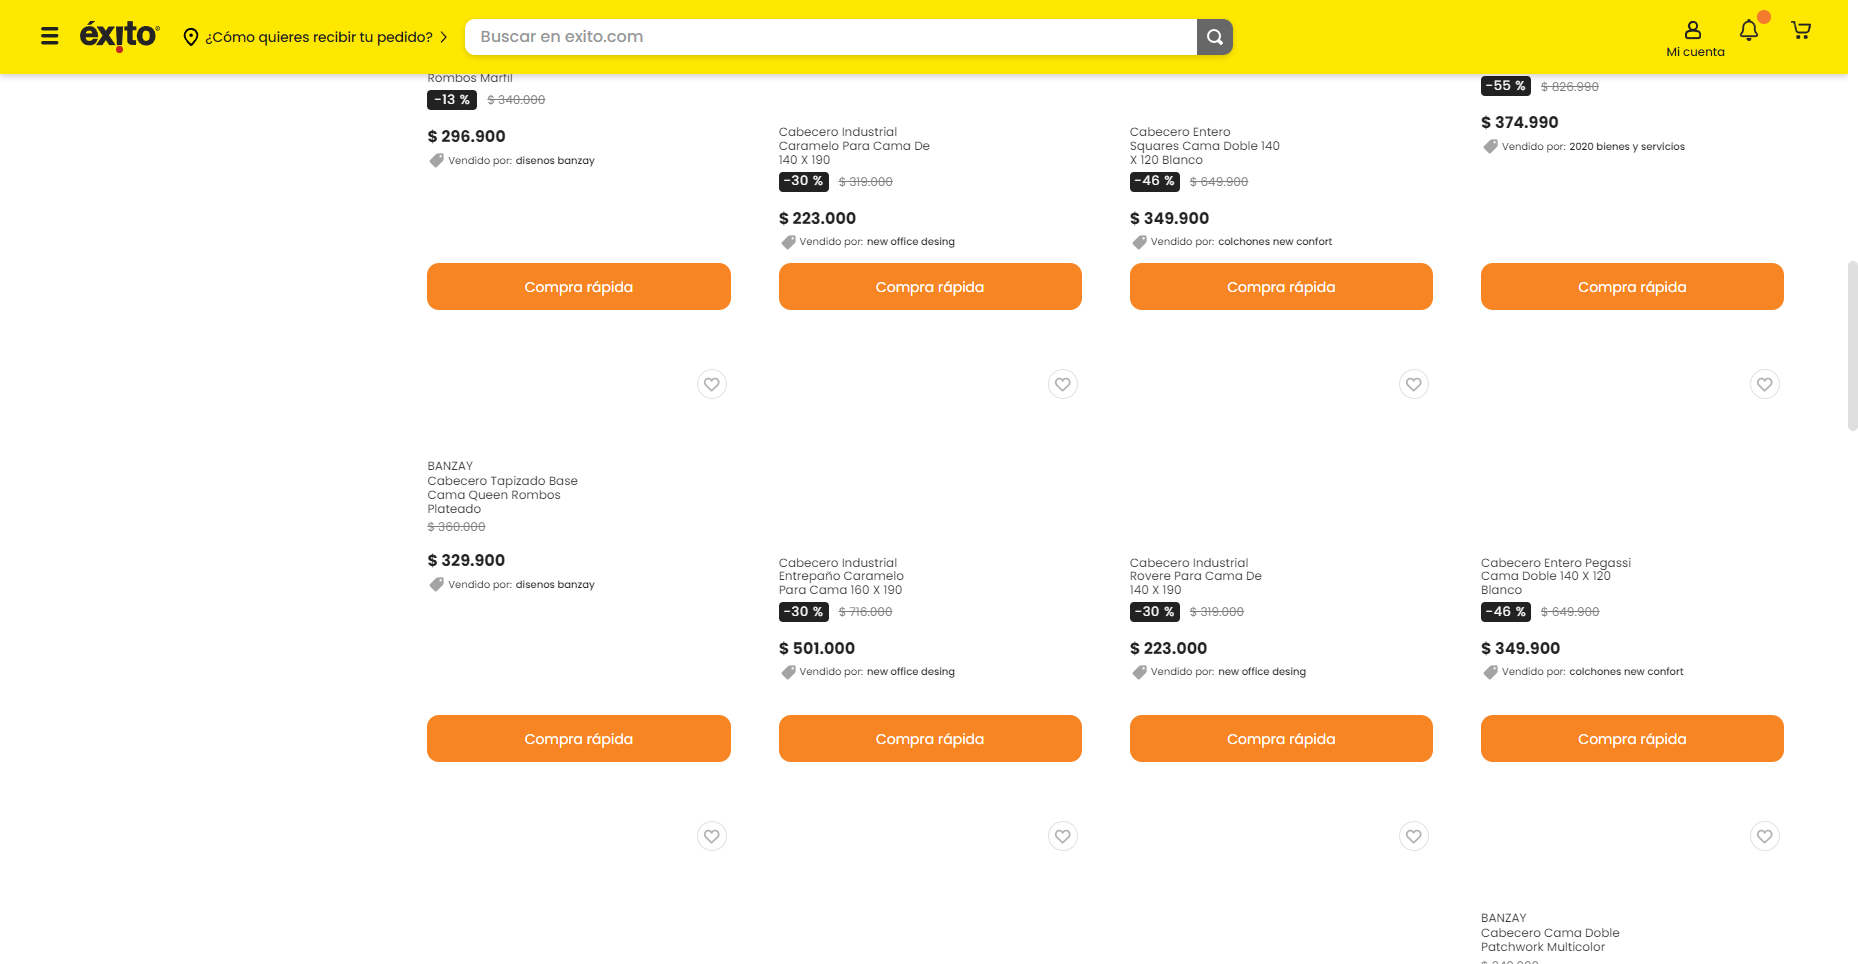 éxito
¿Cómo quieres recibir tu pedido?
Buscar en exito.com
Mi cuenta
Rombos Marfil
-13 % $ 340.000
$ 296.900
Vendido por: disenos banzay
Compra rápida
Cabecero Industrial
Caramelo Para Cama De
140 X 190
-30 % $ 319.000
$ 223.000
Vendido por: new office desing
Compra rápida
Cabecero Entero
Squares Cama Doble 140
X 120 Blanco
-46 % $ 649.900
$ 349.900
Vendido por: colchones new confort
Compra rápida
-55 % $ 826.990
$ 374.990
Vendido por: 2020 bienes y servicios
Compra rápida
BANZAY
Cabecero Tapizado Base
Cama Queen Rombos
Plateado
$ 360.000
$ 329.900
Vendido por: disenos banzay
Compra rápida
Cabecero Industrial
Entrepaño Caramelo
Para Cama 160 X 190
-30 % $ 716.000
$ 501.000
Vendido por: new office desing
Compra rápida
Cabecero Industrial
Rovere Para Cama De
140 X 190
-30 % $ 319.000
$ 223.000
Vendido por: new office desing
Compra rápida
Cabecero Entero Pegassi
Cama Doble 140 X 120
Blanco
-46 % $ 649.900
$ 349.900
Vendido por: colchones new confort
Compra rápida
BANZAY
Cabecero Cama Doble
Patchwork Multicolor